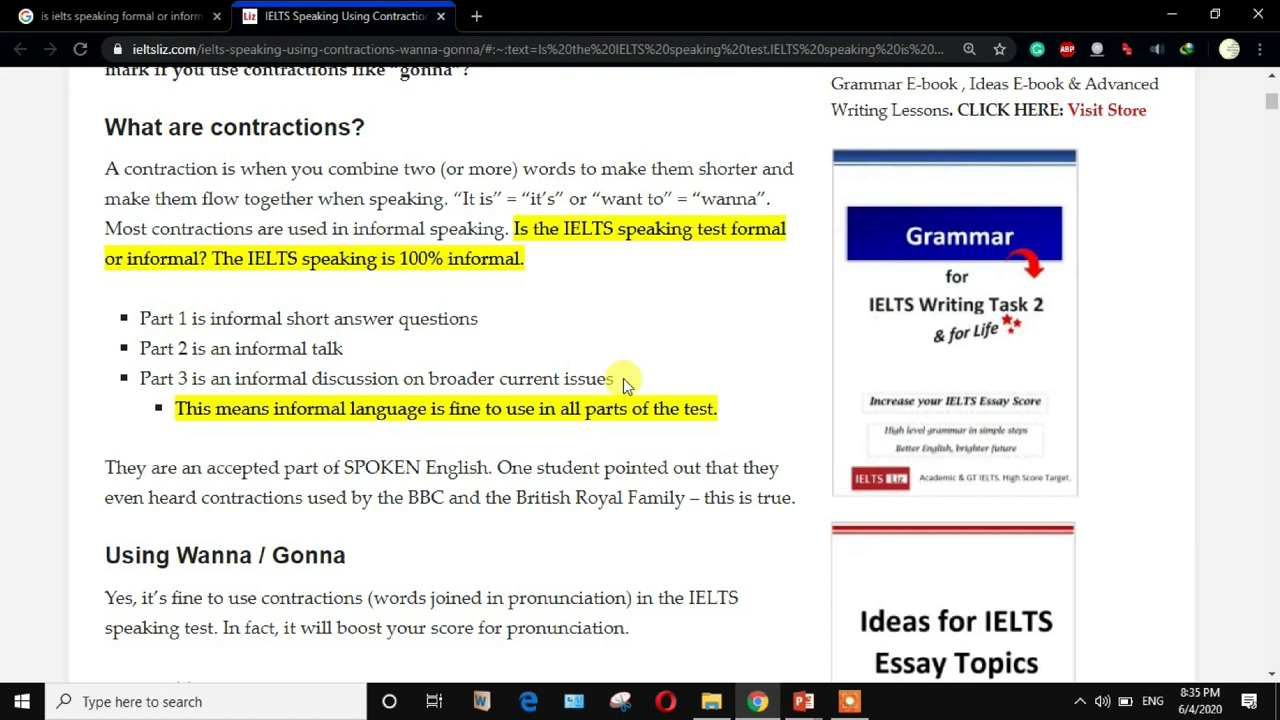 is ielts speaking formal or inform
IELTS Speaking Using Contraction
ieltsliz.com/ielts-speaking-using-contractions-wanna-gonna/#:~:text=Is%20the%20IELTS%20speaking%20test.IELTS%20speaking%20is%20...
mark if you use contractions like "gonna"?
What are contractions?
A contraction is when you combine two (or more) words to make them shorter and
make them flow together when speaking. “It is” = “it’s” or “want to” = “wanna”.
Most contractions are used in informal speaking. Is the IELTS speaking test formal
or informal? The IELTS speaking is 100% informal.
Part 1 is informal short answer questions
Part 2 is an informal talk
Part 3 is an informal discussion on broader current issues
This means informal language is fine to use in all parts of the test.
They are an accepted part of SPOKEN English. One student pointed out that they
even heard contractions used by the BBC and the British Royal Family – this is true.
Using Wanna / Gonna
Yes, it’s fine to use contractions (words joined in pronunciation) in the IELTS
speaking test. In fact, it will boost your score for pronunciation.
Grammar E-book , Ideas E-book & Advanced
Writing Lessons. CLICK HERE: Visit Store
Grammar
for
IELTS Writing Task 2
& for Life
Increase your IELTS Essay Score
High level grammar in simple steps
Better English, brighter future
IELTS Liz
Academic & GT IELTS. High Score Target.
Ideas for IELTS
Essay Topics
Type here to search
ENG
8:35 PM
6/4/2020